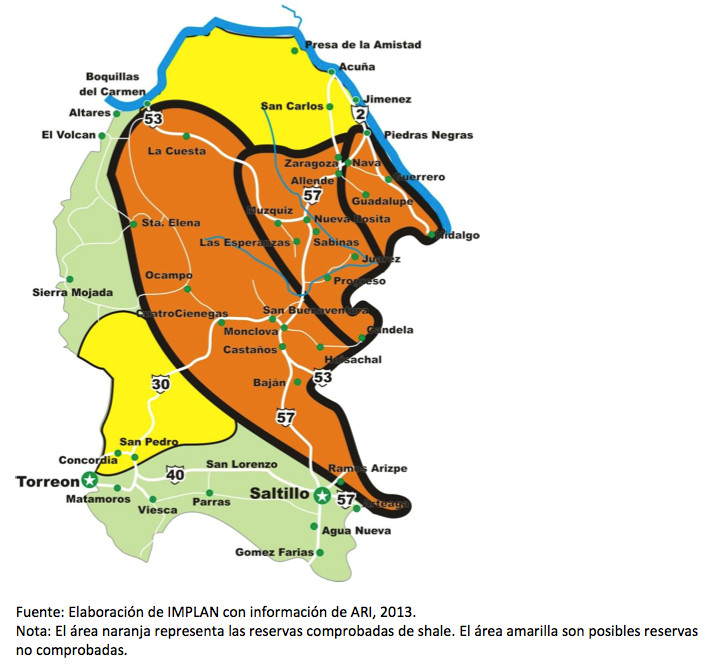 Presa de la Amistad
Acuña
Boquillas
del Carmen
Jimenez
San Carlos
2
Altares
53
El Volcan
Piedras Negras
La Cuesta
Zaragoza
Nava
Guerrero
Allende
57
Guadalupe
Muzquiz
Nueva Rosita
Sta. Elena
Hidalgo
Las Esperanzas
Sabinas
Juárez
Ocampo
Progreso
Sierra Mojada
CuatroCienegas
San Buenaventura
Monclova
Candela
Castaños
Huisachal
53
30
Baján
57
San Pedro
Concordia
San Lorenzo
Ramos Arizpe
40
Torreon
Saltillo
57
Matamoros
Parras
Viesca
Arteaga
Agua Nueva
Gomez Farias
Fuente: Elaboración de IMPLAN con información de ARI, 2013.
Nota: El área naranja representa las reservas comprobadas de shale. El área amarilla son posibles reservas
no comprobadas.